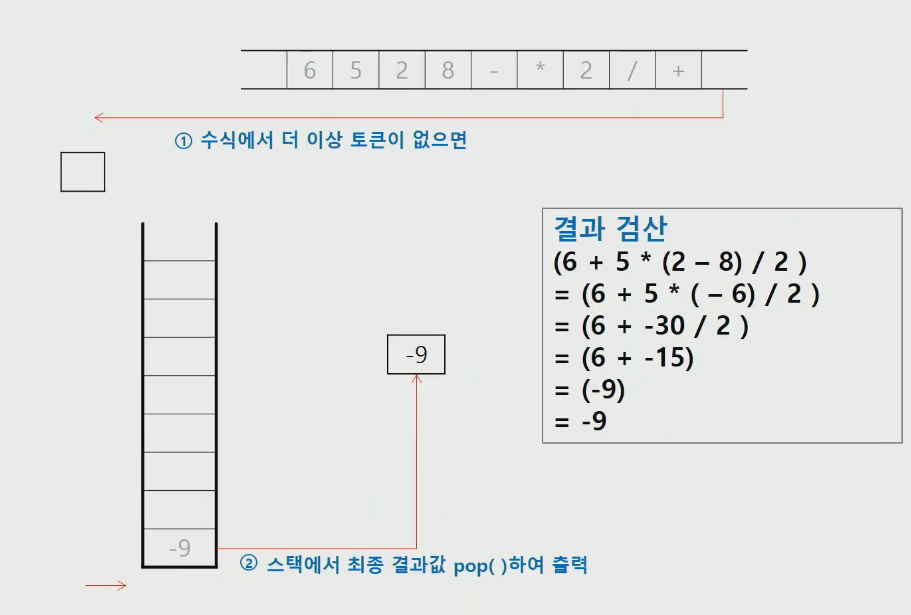 6 5 2 8 - * 2 / +
① 수식에서 더 이상 토큰이 없으면
결과 검산
(6 + 5 * (2 – 8) / 2 )
= (6 + 5 * ( – 6) / 2 )
= (6 + -30 / 2 )
= (6 + -15)
= (-9)
= -9
-9
-9
② 스택에서 최종 결과값 pop( )하여 출력